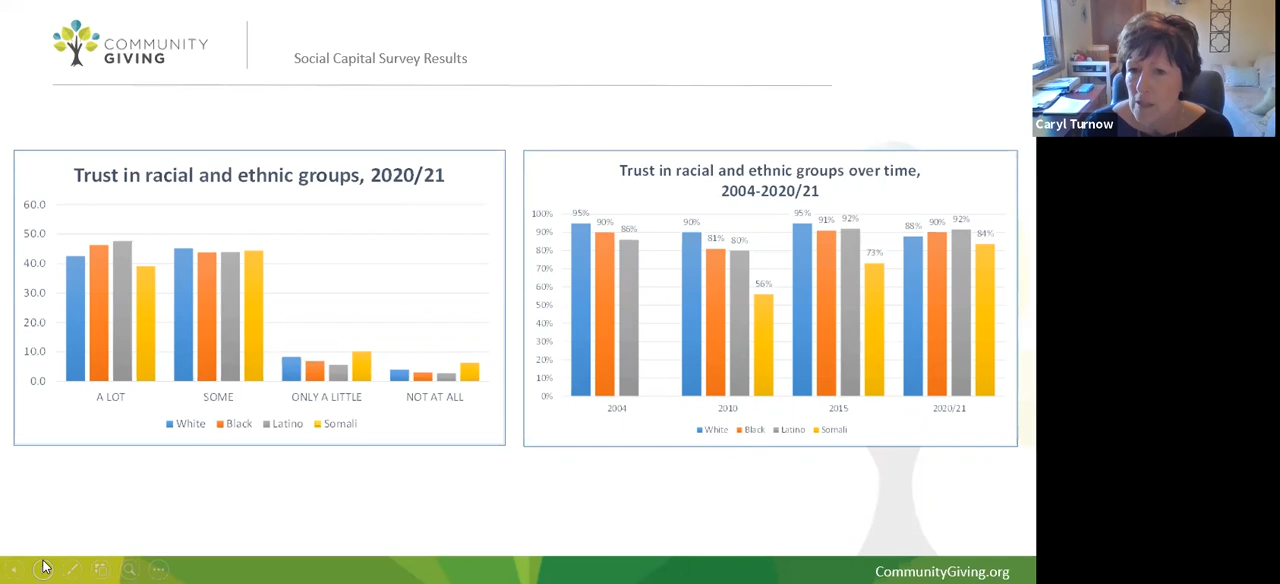 COMMUNITY
GIVING
Social Capital Survey Results
Caryl Turnow
Trust in racial and ethnic groups, 2020/21
60.0
50.0
40.0
30.0
20.0
10.0
0.0
A LOT
SOME
ONLY A LITTLE
NOT AT ALL
White
Black
Latino
Somali
Trust in racial and ethnic groups over time,
2004-2020/21
100%
90%
80%
70%
60%
50%
40%
30%
20%
10%
0%
95%
90%
86%
90%
81%
80%
56%
95%
91%
92%
73%
88%
90%
92%
84%
2004
2010
2015
2020/21
White
Black
Latino
Somali
CommunityGiving.org